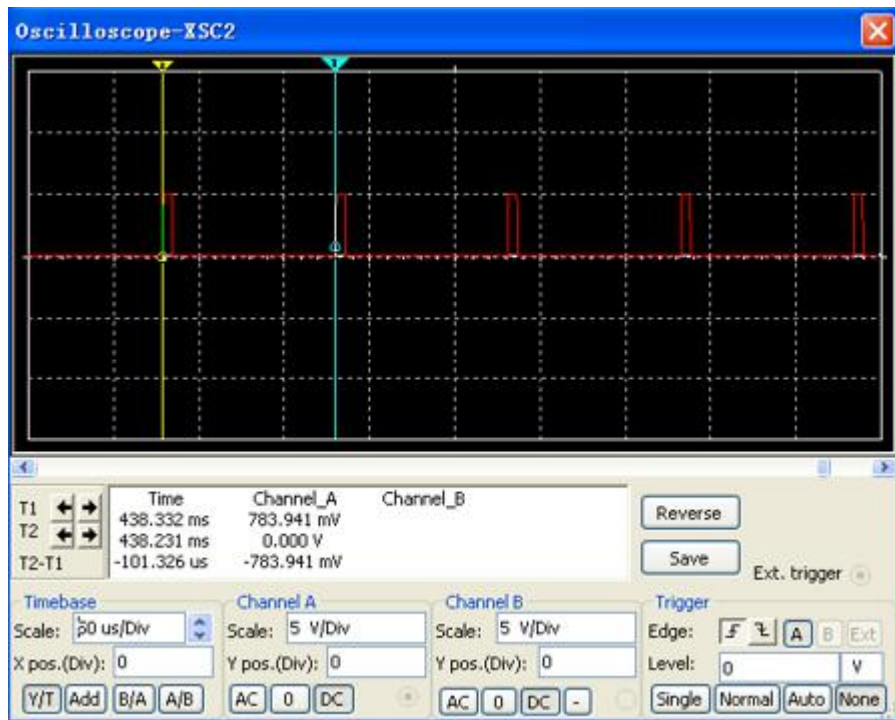 Oscilloscope-XSC2
2
1
Time Channel_A Channel_B
T1 438.332 ms 783.941 mV
T2 438.231 ms 0.000 V
T2-T1 -101.326 us -783.941 mV
Reverse
Save
Ext. trigger
Timebase
Scale: 50 us/Div
X pos.(Div): 0
Y/T Add B/A A/B
Channel A
Scale: 5 V/Div
Y pos.(Div): 0
AC 0 DC
Channel B
Scale: 5 V/Div
Y pos.(Div): 0
AC 0 DC -
Trigger
Edge: A B Ext
Level: 0 V
Single Normal Auto None